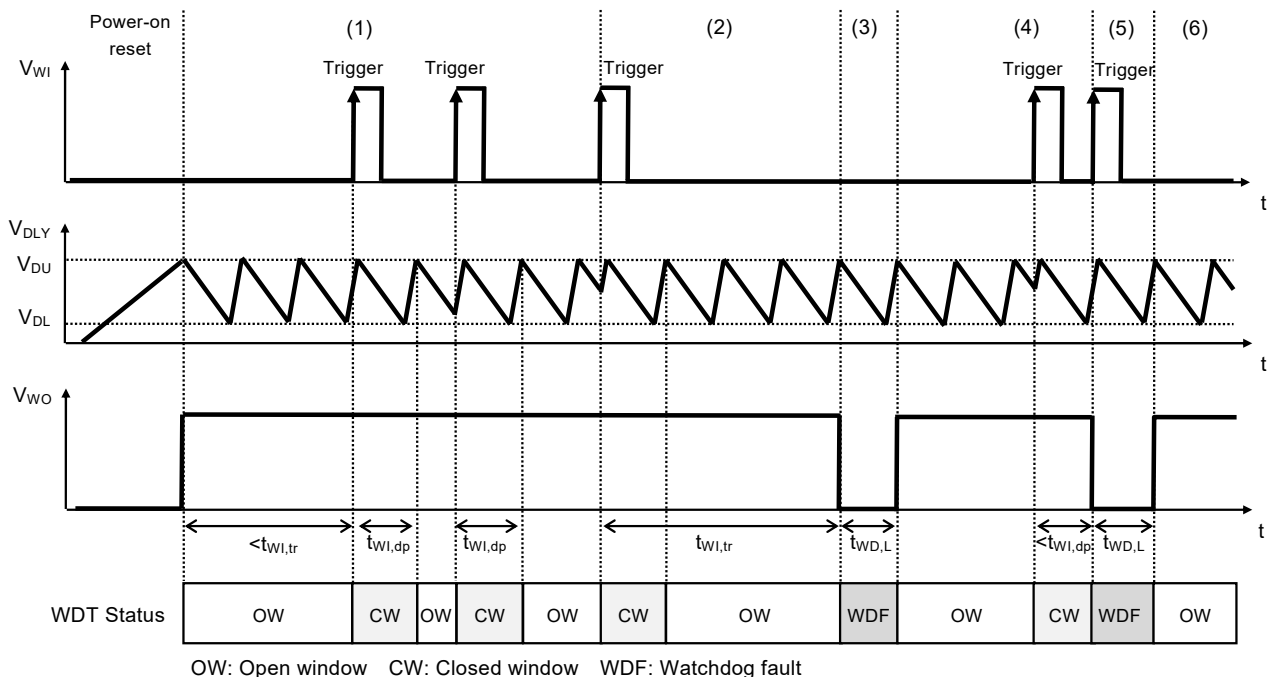 Power-on
reset
(1)
(2)
(3)
(4)
(5)
(6)
V_WI
Trigger
Trigger
Trigger
Trigger
Trigger
t
V_DLY
V_DU
V_DL
t
V_WO
t
<t_WI,tr
t_WI,dp
t_WI,dp
t_WI,tr
t_WD,L
<t_WI,dp
t_WD,L
WDT Status
OW
CW
OW
CW
OW
CW
OW
WDF
OW
CW
WDF
OW
OW: Open window CW: Closed window WDF: Watchdog fault